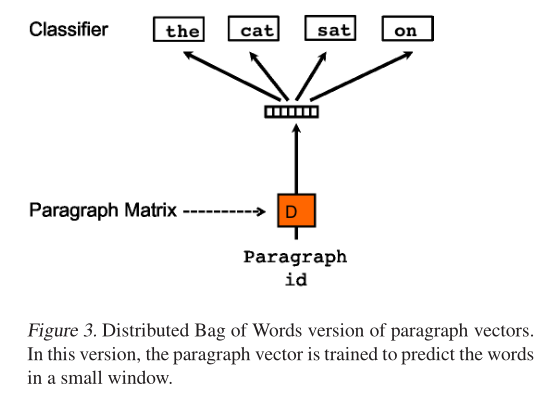 Classifier
the cat sat on
Paragraph Matrix
D
Paragraph
id
Figure 3. Distributed Bag of Words version of paragraph vectors.
In this version, the paragraph vector is trained to predict the words
in a small window.